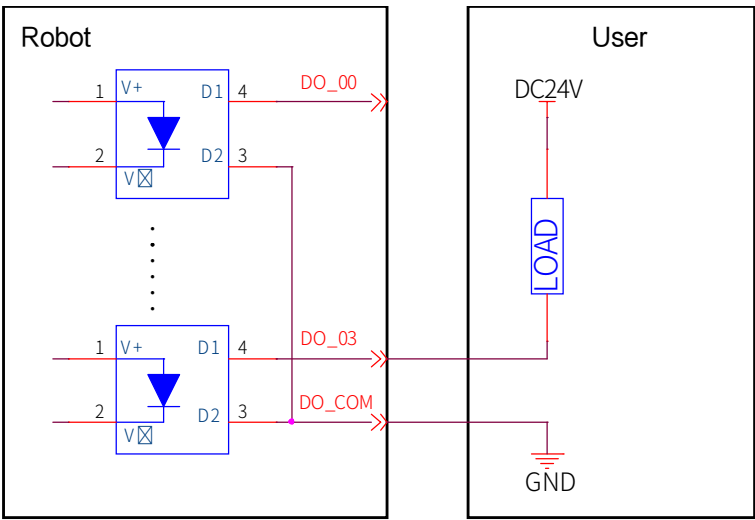 Robot
User
1 V+ D1 4 DO_00
DC24V
2 V D2 3
LOAD
1 V+ D1 4 DO_03
2 V D2 3 DO_COM
GND